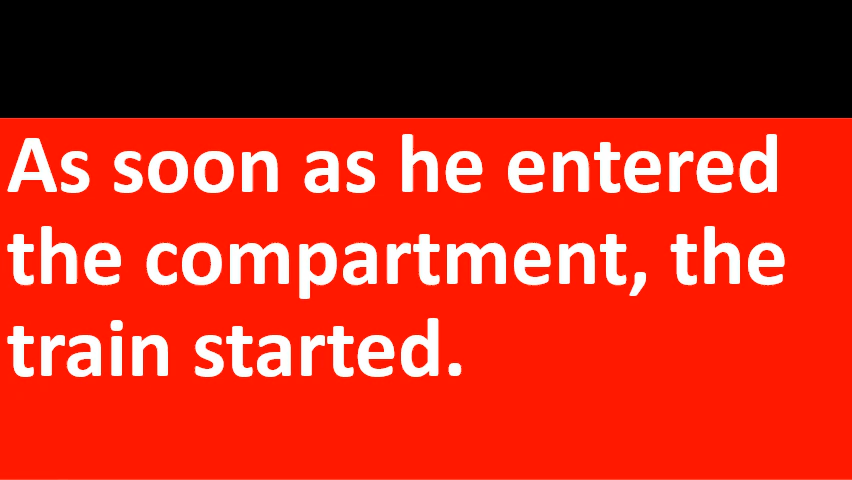 As soon as he entered
the compartment, the
train started.